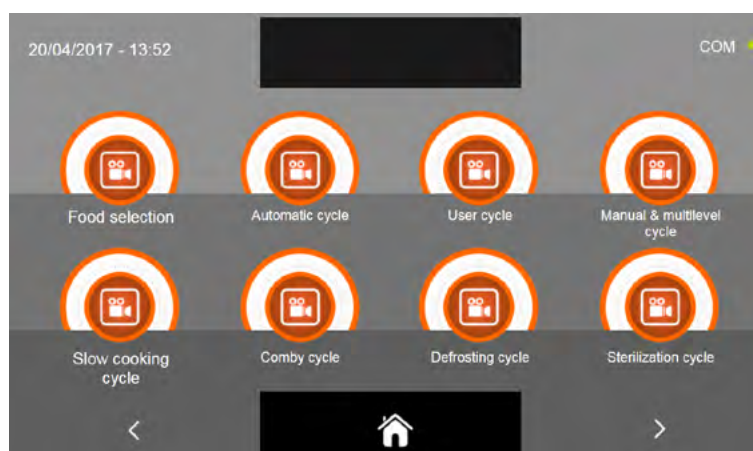 20/04/2017 - 13:52
COM
Food selection
Automatic cycle
User cycle
Manual & multilevel
cycle
Slow cooking
cycle
Comby cycle
Defrosting cycle
Sterilization cycle